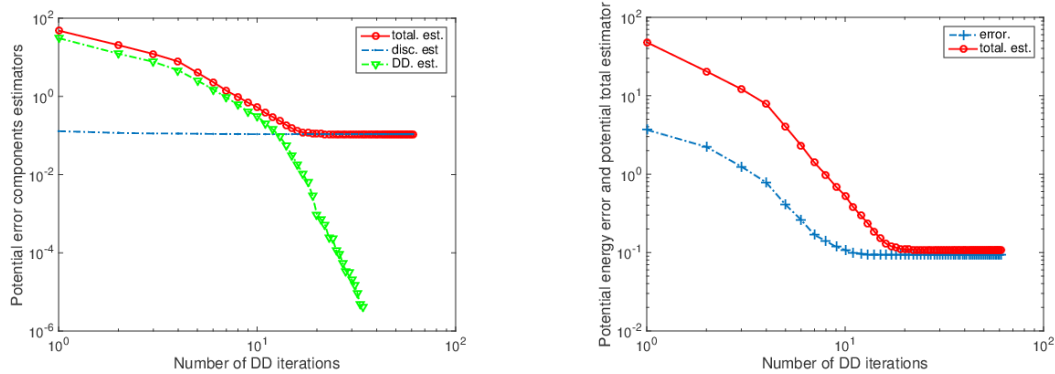 Potential error components estimators
10^2
10^0
10^-2
10^-4
10^-6
10^0
10^1
10^2
Number of DD iterations
total. est.
disc. est
DD. est.
Potential energy error and potential total estimator
10^2
10^1
10^0
10^-1
10^-2
10^0
10^1
10^2
Number of DD iterations
error.
total. est.